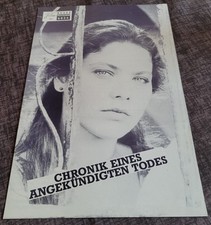 CHRONIK EINES
ANGEKÜNDIGTEN TODES